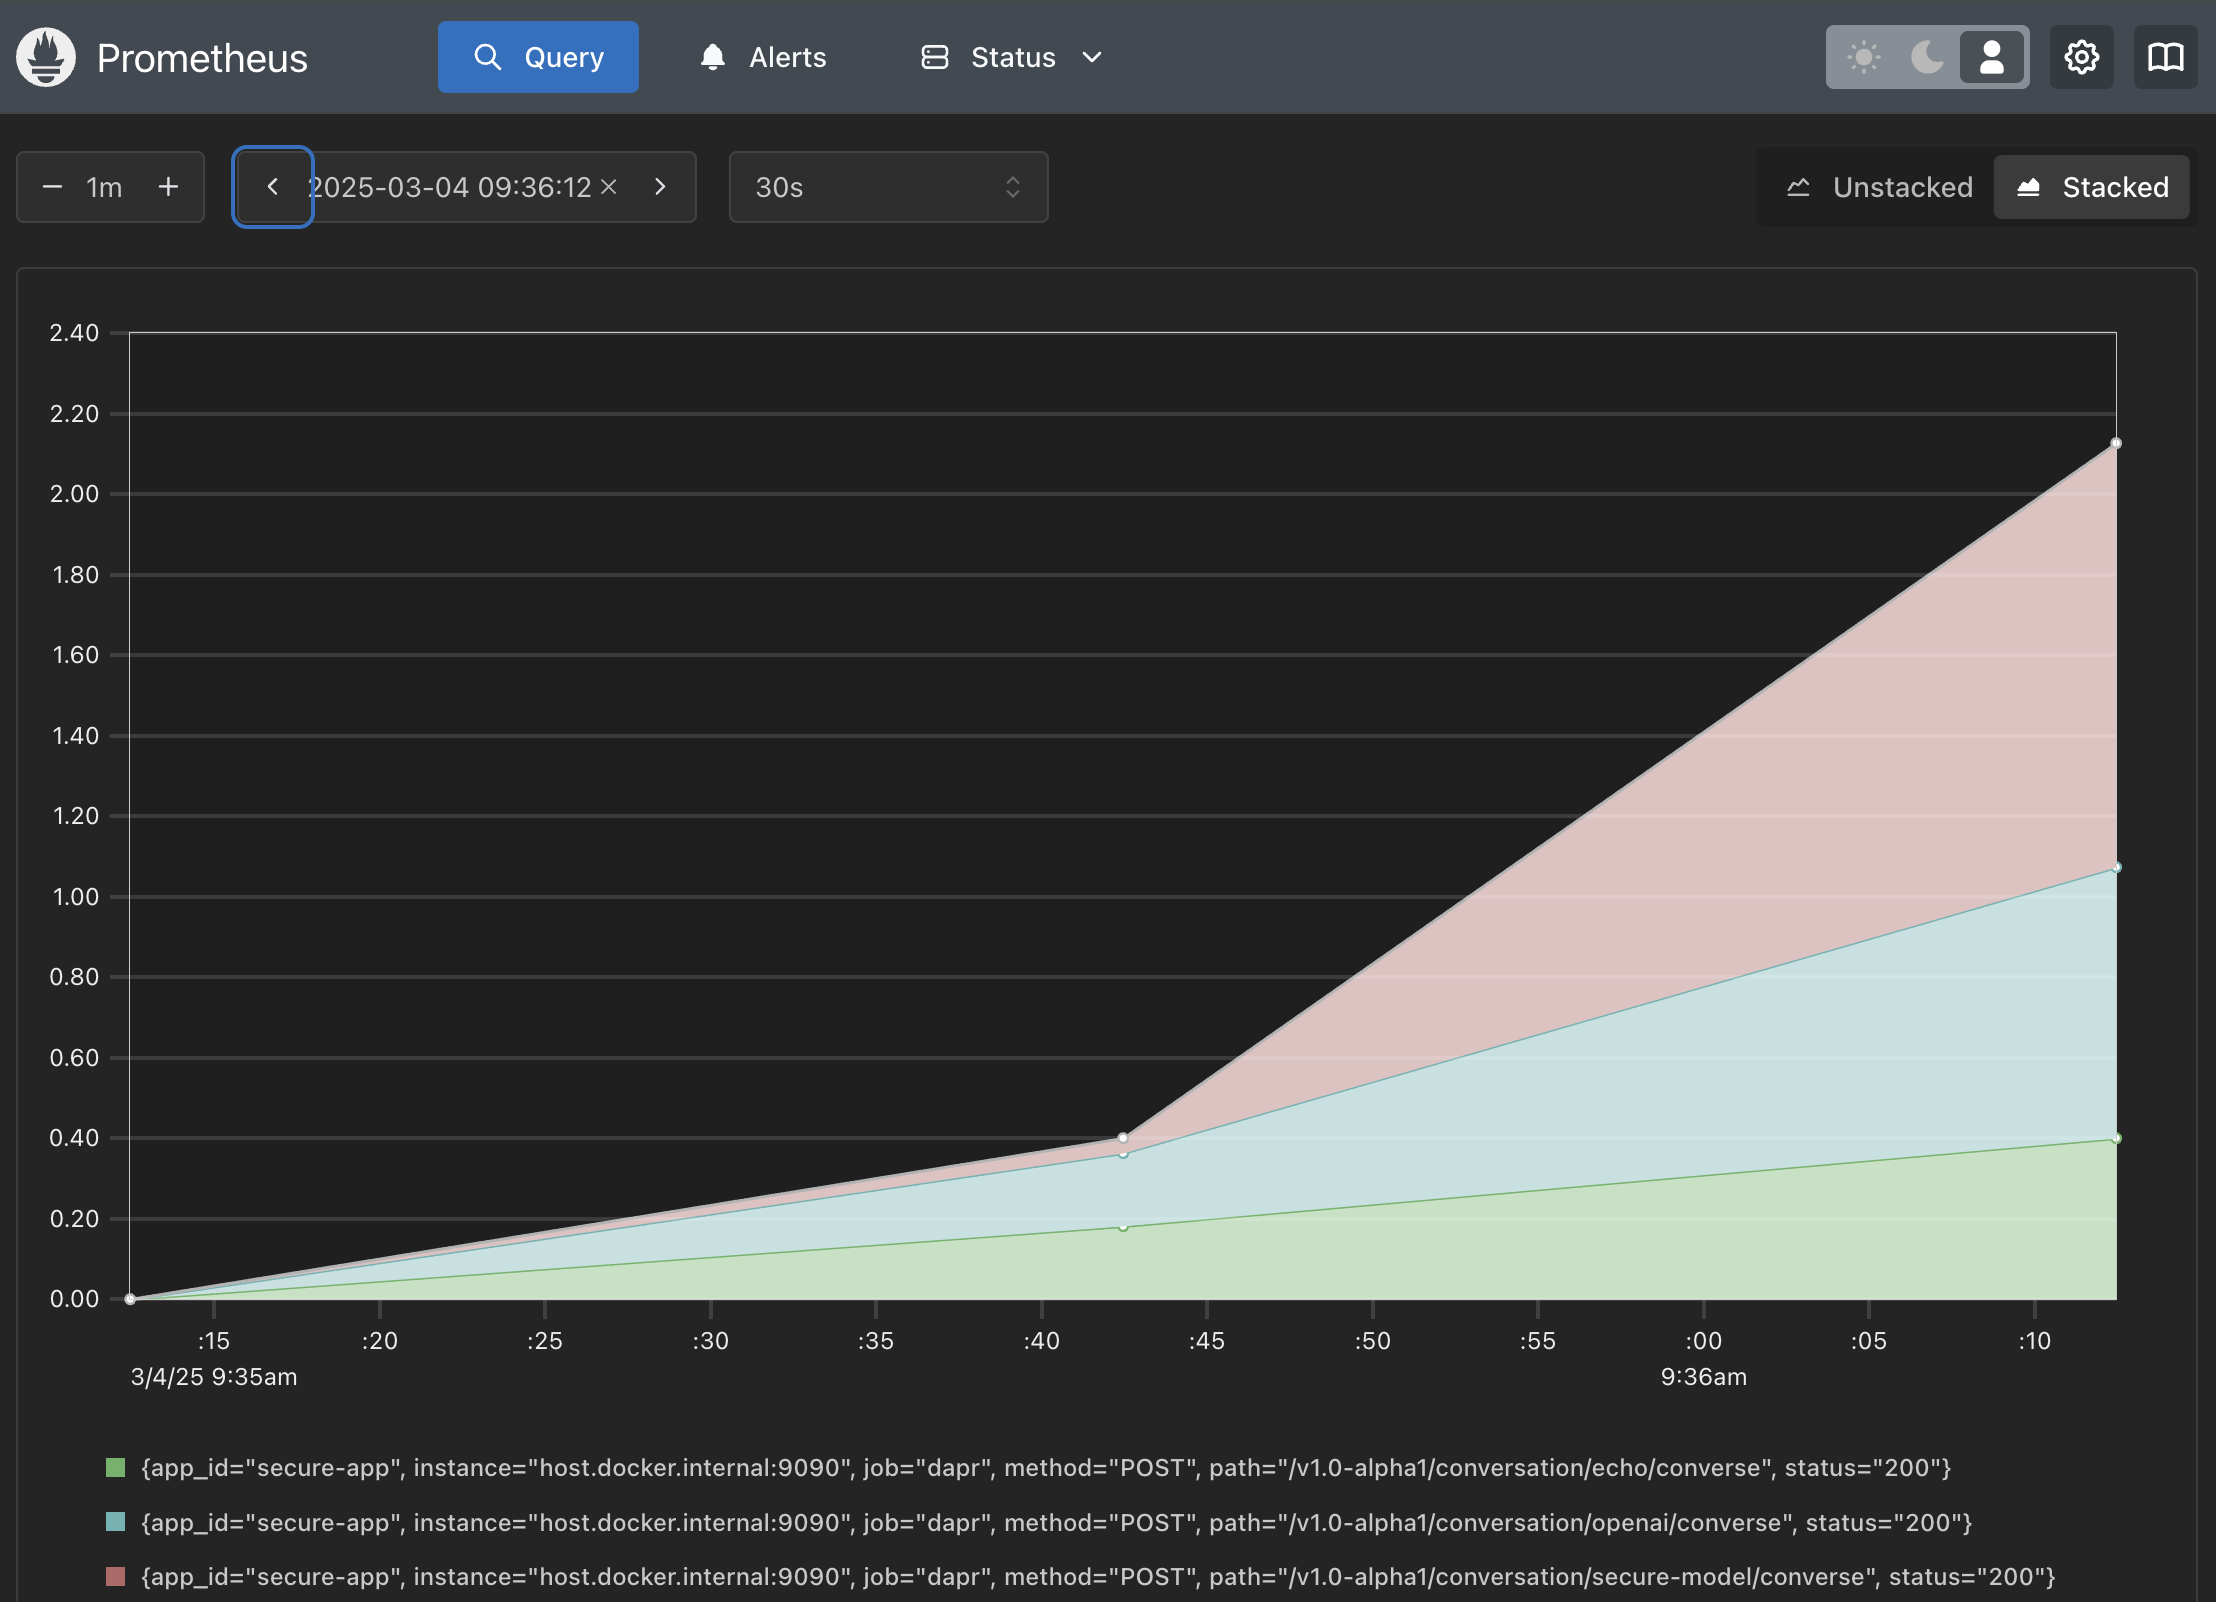 Prometheus
Query
Alerts
Status
1m
2025-03-04 09:36:12
30s
Unstacked
Stacked
2.40
2.20
2.00
1.80
1.60
1.40
1.20
1.00
0.80
0.60
0.40
0.20
0.00
:15 :20 :25 :30 :35 :40 :45 :50 :55 :00 :05 :10
3/4/25 9:35am 9:36am
{app_id="secure-app", instance="host.docker.internal:9090", job="dapr", method="POST", path="/v1.0-alpha1/conversation/echo/converse", status="200"}
{app_id="secure-app", instance="host.docker.internal:9090", job="dapr", method="POST", path="/v1.0-alpha1/conversation/openai/converse", status="200"}
{app_id="secure-app", instance="host.docker.internal:9090", job="dapr", method="POST", path="/v1.0-alpha1/conversation/secure-model/converse", status="200"}